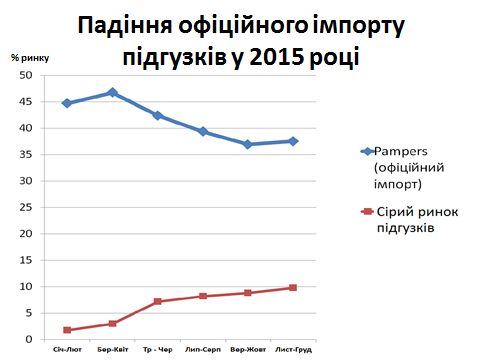 Падіння офіційного імпорту
підгузків у 2015 році
% ринку
50
45
40
35
30
25
20
15
10
5
0
Січ-Лют Бер-Квіт Тр - Чер Лип-Серп Вер-Жовт Лист-Груд
Pampers
(офіційний
імпорт)
Сірий ринок
підгузків